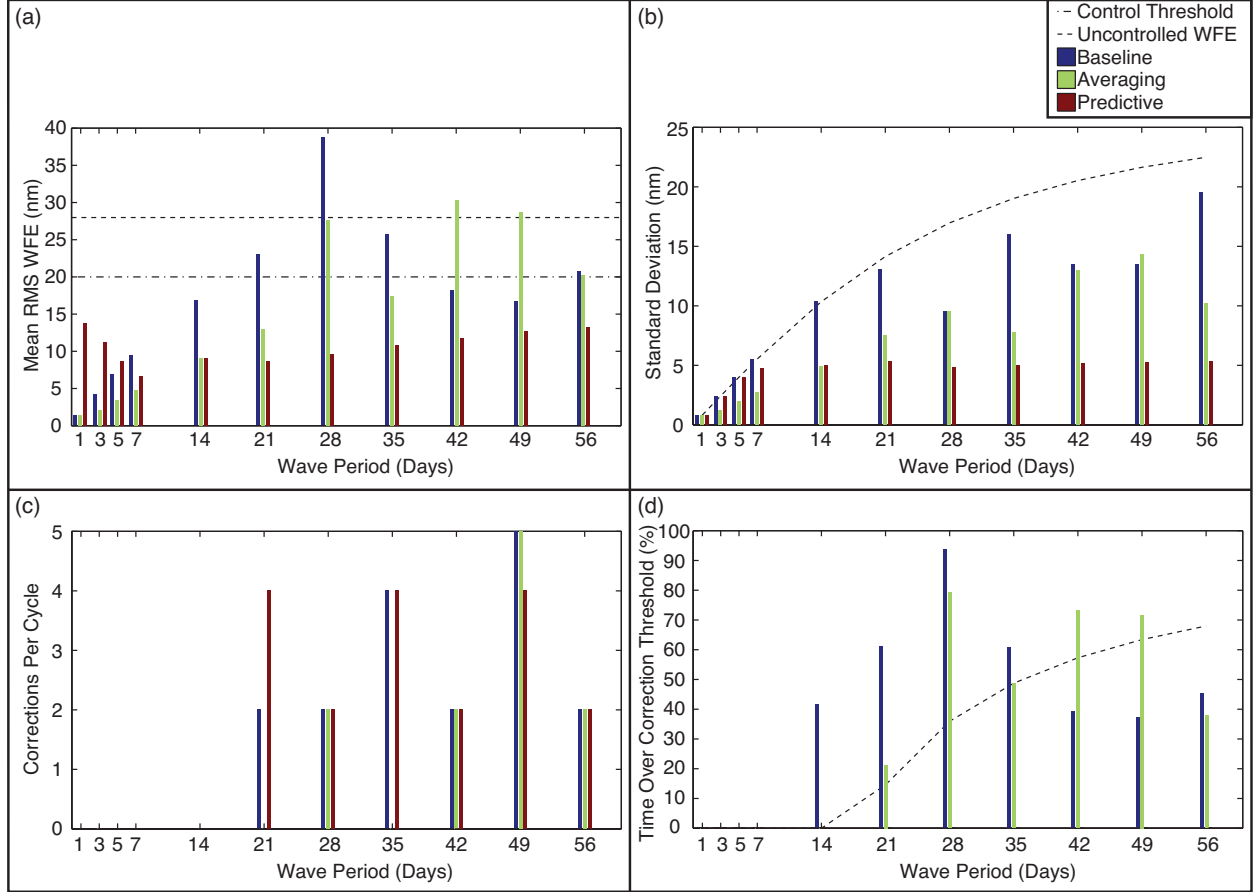 (a)
Mean RMS WFE (nm)
40
35
30
25
20
15
10
5
0
1 3 5 7 14 21 28 35 42 49 56
Wave Period (Days)
(b)
Control Threshold
Uncontrolled WFE
Baseline
Averaging
Predictive
Standard Deviation (nm)
25
20
15
10
5
0
1 3 5 7 14 21 28 35 42 49 56
Wave Period (Days)
(c)
Corrections Per Cycle
5
4
3
2
1
0
1 3 5 7 14 21 28 35 42 49 56
Wave Period (Days)
(d)
Time Over Correction Threshold (%)
100
90
80
70
60
50
40
30
20
10
0
1 3 5 7 14 21 28 35 42 49 56
Wave Period (Days)